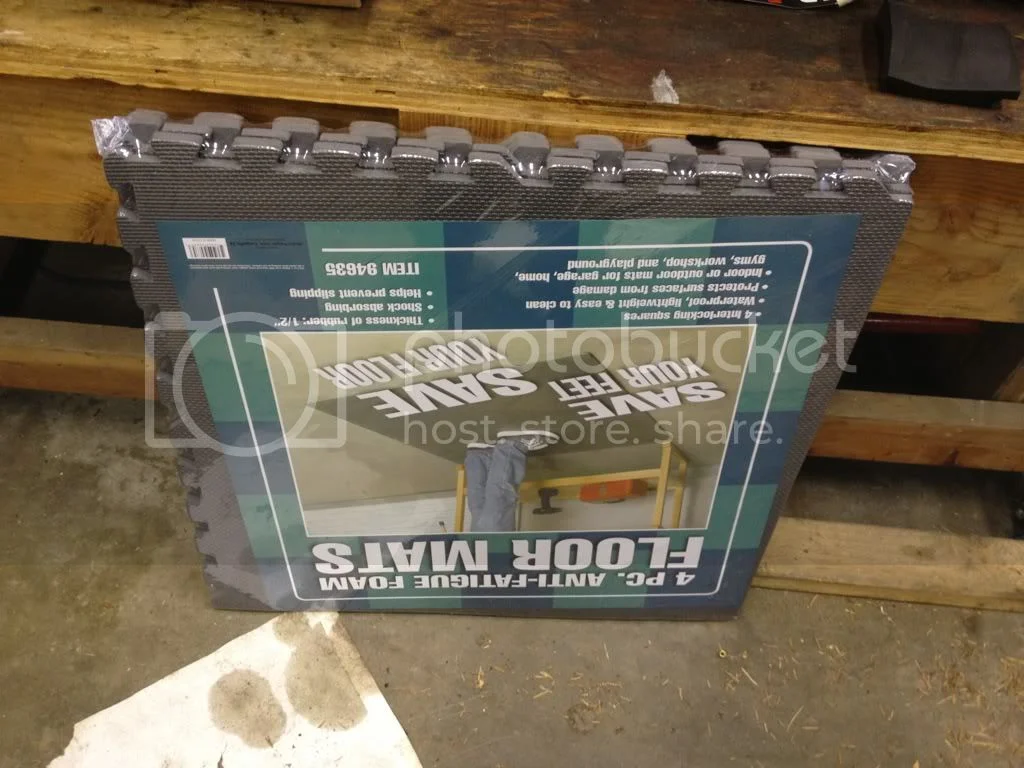 4 PC. ANTI-FATIGUE FOAM
FLOOR MATS
SAVE
YOUR FEET
SAVE
YOUR FLOOR
• 4 Interlocking squares
• Waterproof, lightweight & easy to clean
• Protects surfaces from damage
• Indoor or outdoor mats for garage, home,
gyms, workshop, and playground
• Thickness of rubber: 1/2"
• Shock absorbing
• Helps prevent slipping
ITEM 94635
photobucket
host. store. share.